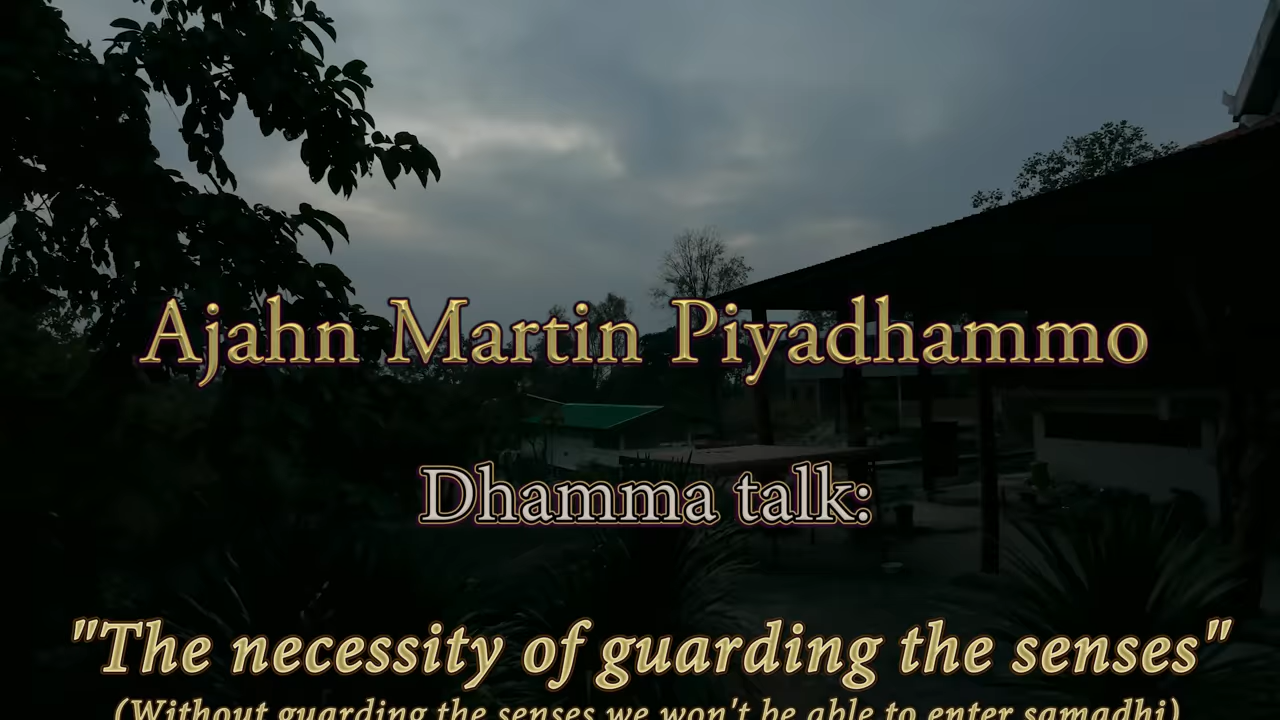 Ajahn Martin Piyadhammo
Dhamma talk:
"The necessity of guarding the senses"
(Without guarding the senses we won't be able to enter samadhi)